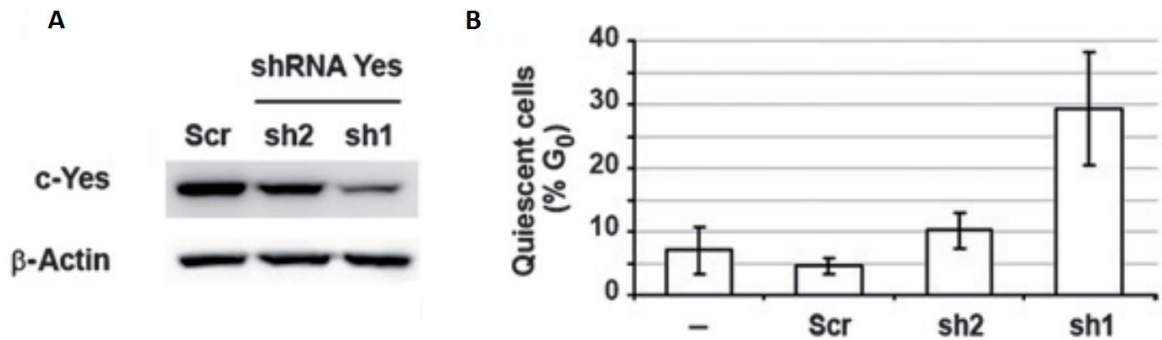 A
shRNA Yes
Scr sh2 sh1
c-Yes
β-Actin
B
Quiescent cells
(% G0)
40
30
20
10
0
– Scr sh2 sh1